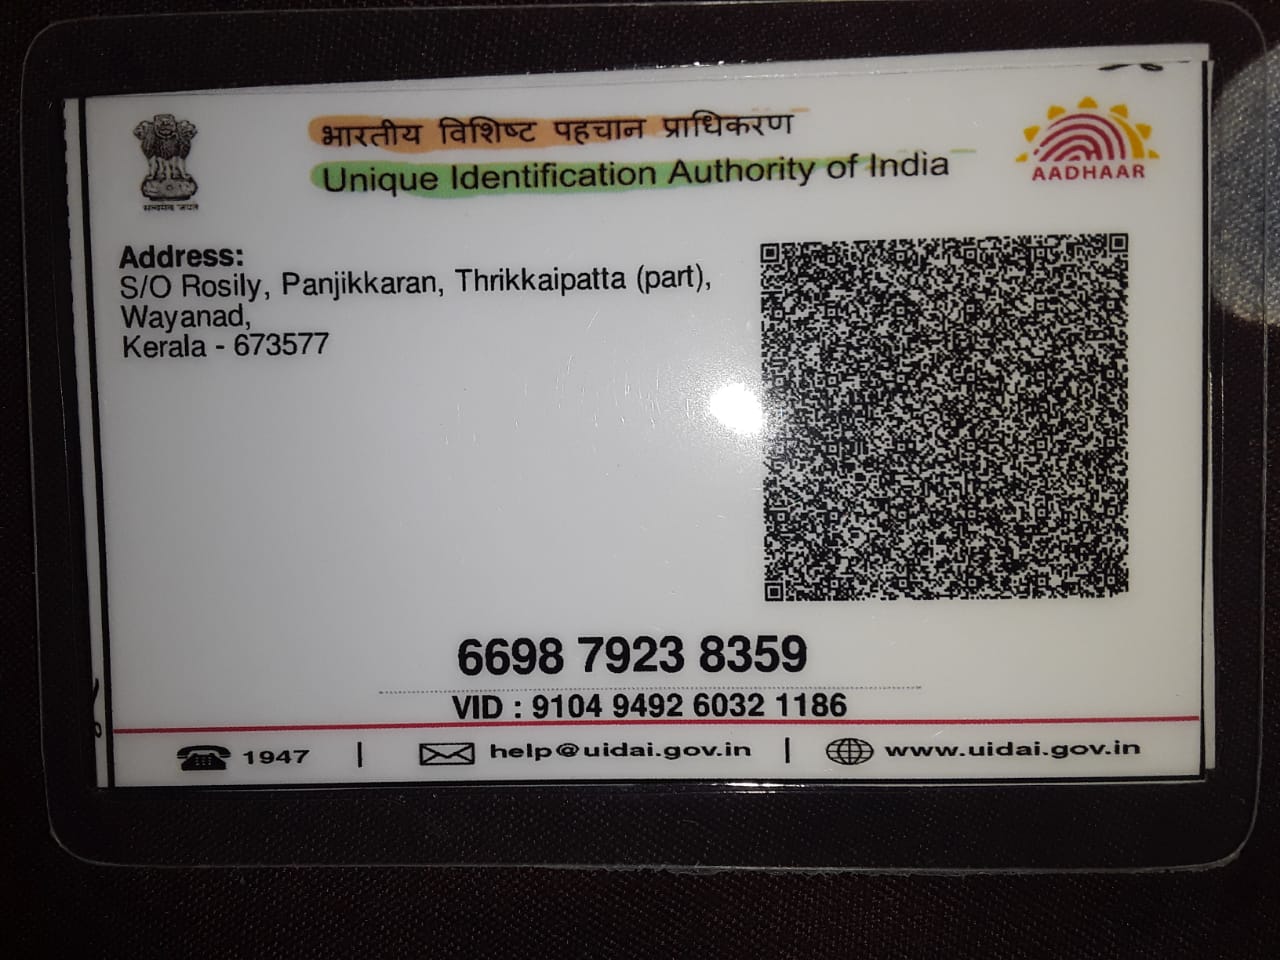 भारतीय विशिष्ट पहचान प्राधिकरण
Unique Identification Authority of India
सत्यमेव जयते
AADHAAR
Address:
S/O Rosily, Panjikkaran, Thrikkaipatta (part),
Wayanad,
Kerala - 673577
6698 7923 8359
VID : 9104 9492 6032 1186
1947 | help@uidai.gov.in | www.uidai.gov.in